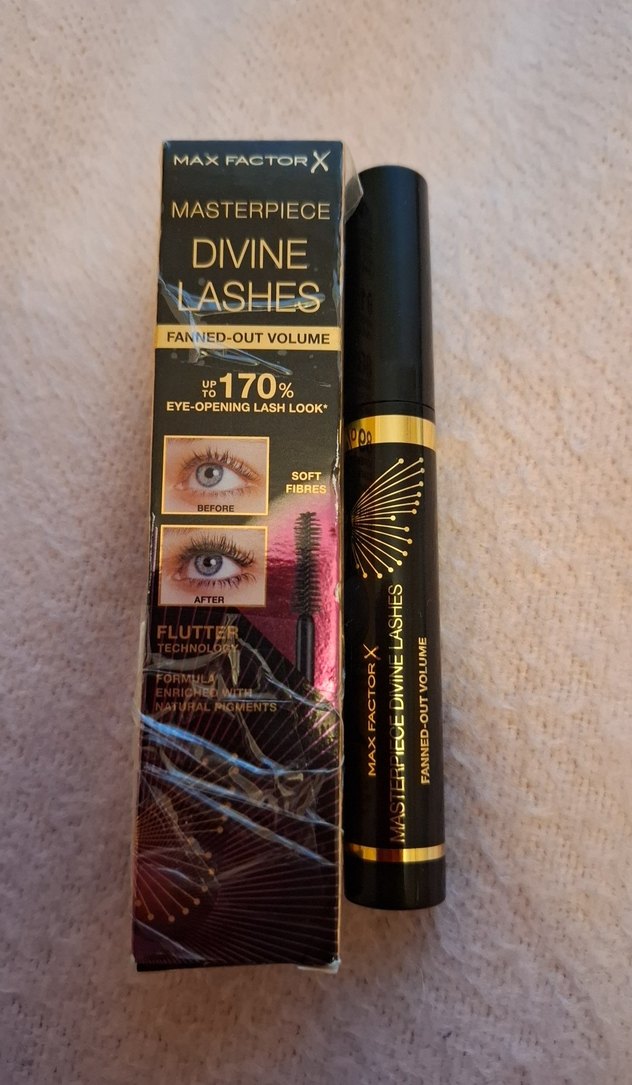 MAX FACTOR X
MASTERPIECE
DIVINE
LASHES
FANNED-OUT VOLUME
UP TO 170%
EYE-OPENING LASH LOOK*
SOFT
FIBRES
BEFORE
AFTER
FLUTTER
TECHNOLOGY
FORMULA
ENRICHED WITH
NATURAL PIGMENTS
MAX FACTOR X
MASTERPIECE DIVINE LASHES
FANNED-OUT VOLUME